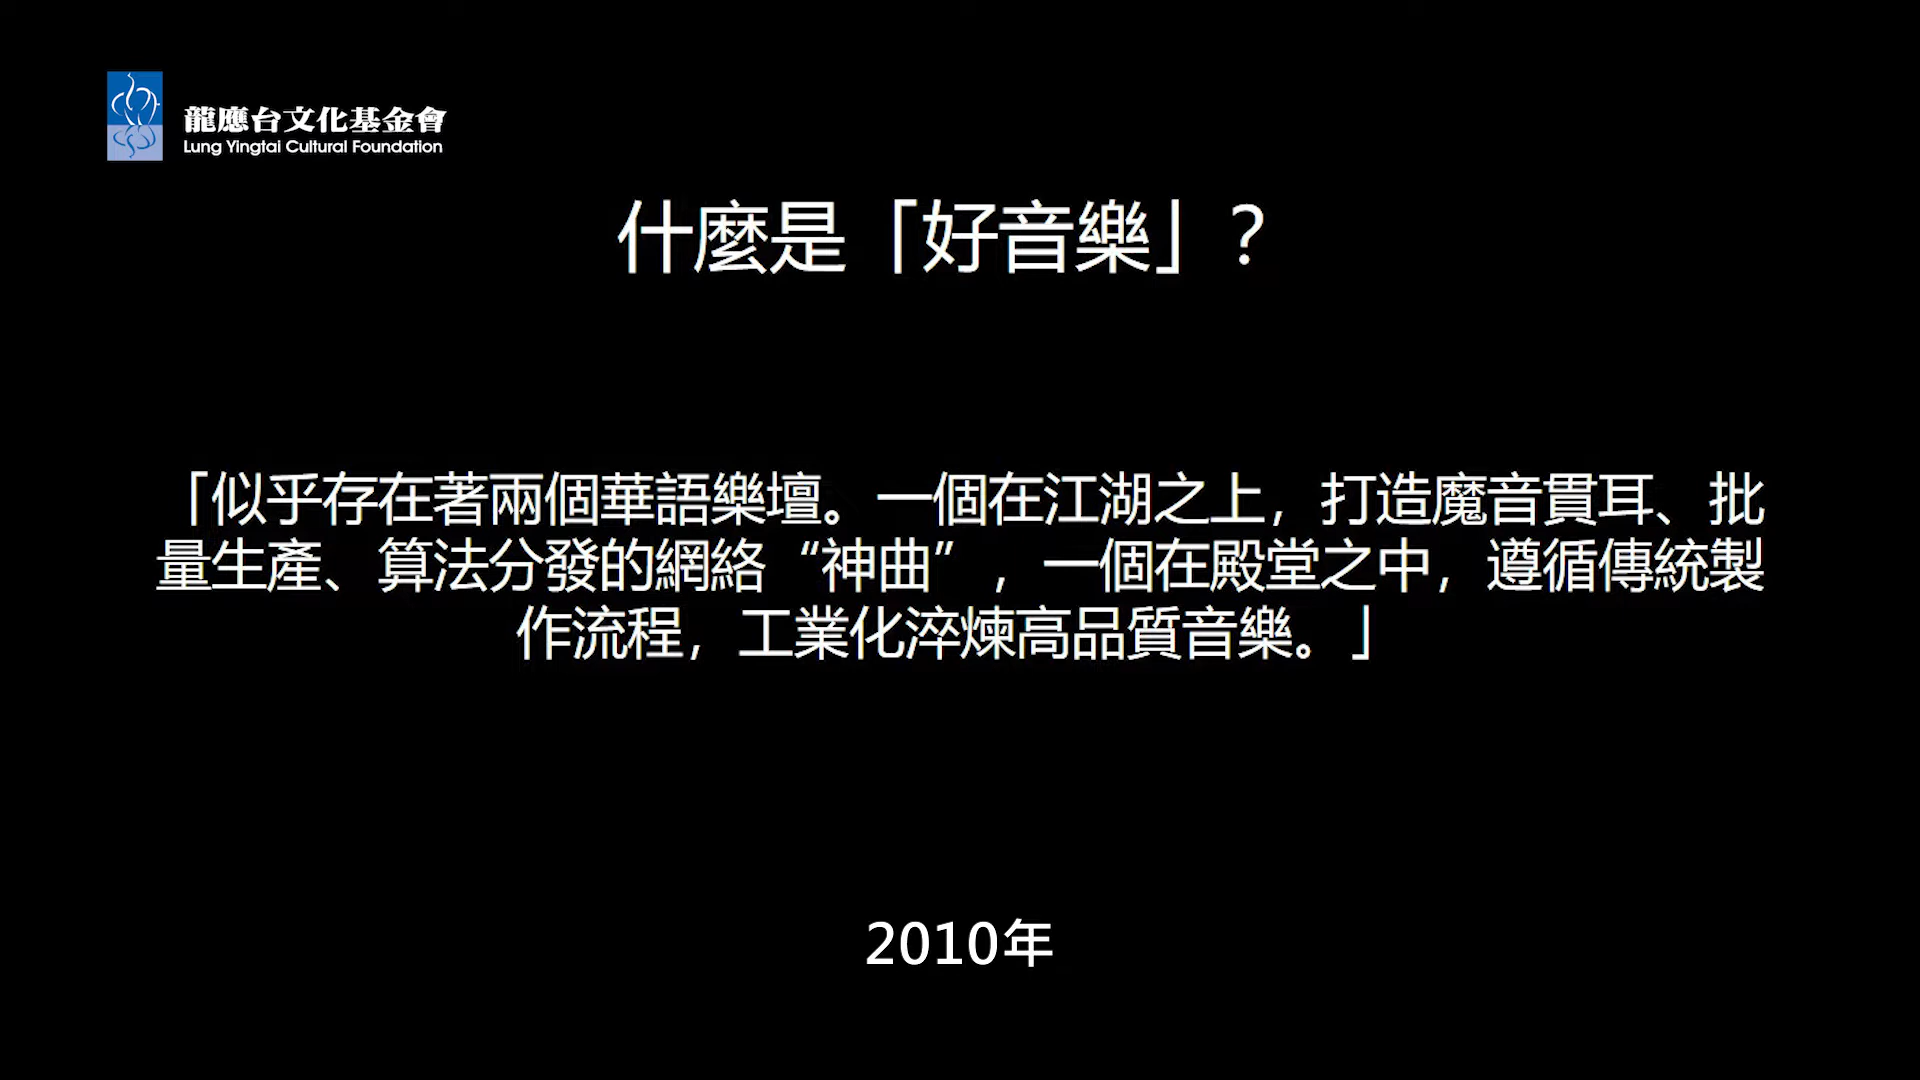 龍應台文化基金會
Lung Yingtai Cultural Foundation
什麼是「好音樂」？
「似乎存在著兩個華語樂壇。一個在江湖之上，打造魔音貫耳、批
量生產、算法分發的網絡“神曲”，一個在殿堂之中，遵循傳統製
作流程，工業化淬煉高品質音樂。」
2010年